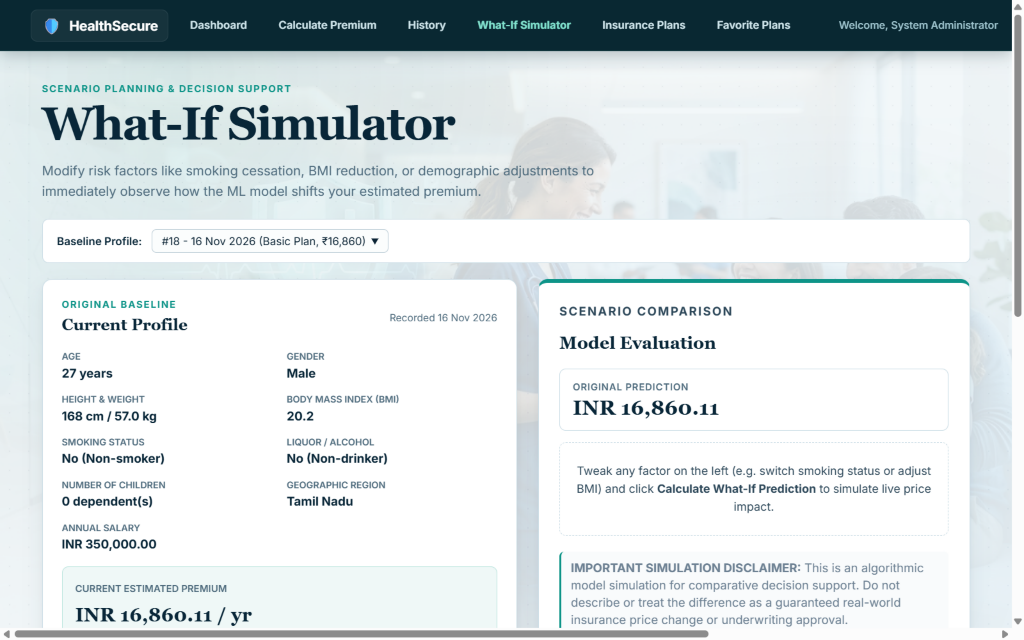 HealthSecure
Dashboard
Calculate Premium
History
What-If Simulator
Insurance Plans
Favorite Plans
Welcome, System Administrator
SCENARIO PLANNING & DECISION SUPPORT
What-If Simulator
Modify risk factors like smoking cessation, BMI reduction, or demographic adjustments to
immediately observe how the ML model shifts your estimated premium.
Baseline Profile: #18 - 16 Nov 2026 (Basic Plan, ₹16,860) ▼
ORIGINAL BASELINE
Current Profile
Recorded 16 Nov 2026
AGE
27 years
GENDER
Male
HEIGHT & WEIGHT
168 cm / 57.0 kg
BODY MASS INDEX (BMI)
20.2
SMOKING STATUS
No (Non-smoker)
LIQUOR / ALCOHOL
No (Non-drinker)
NUMBER OF CHILDREN
0 dependent(s)
GEOGRAPHIC REGION
Tamil Nadu
ANNUAL SALARY
INR 350,000.00
CURRENT ESTIMATED PREMIUM
INR 16,860.11 / yr
SCENARIO COMPARISON
Model Evaluation
ORIGINAL PREDICTION
INR 16,860.11
Tweak any factor on the left (e.g. switch smoking status or adjust
BMI) and click Calculate What-If Prediction to simulate live price
impact.
IMPORTANT SIMULATION DISCLAIMER: This is an algorithmic
model simulation for comparative decision support. Do not
describe or treat the difference as a guaranteed real-world
insurance price change or underwriting approval.